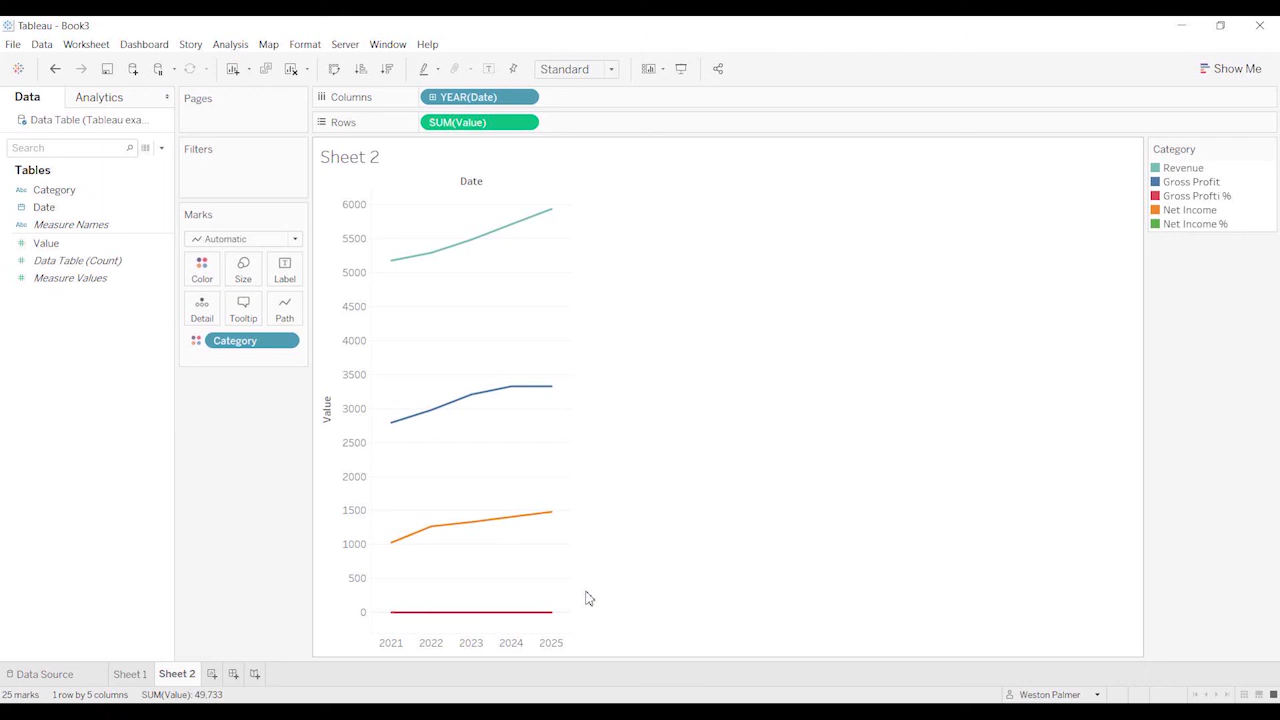 Tableau - Book3
File Data Worksheet Dashboard Story Analysis Map Format Server Window Help
Standard
Show Me
Data Analytics
Data Table (Tableau exa...
Search
Tables
Abc Category
Date
Abc Measure Names
# Value
# Data Table (Count)
# Measure Values
Pages
Filters
Marks
Automatic
Color Size Label
Detail Tooltip Path
Category
Columns YEAR(Date)
Rows SUM(Value)
Sheet 2
Date
6000
5500
5000
4500
4000
3500
3000
2500
2000
1500
1000
500
0
Value
2021 2022 2023 2024 2025
Category
Revenue
Gross Profit
Gross Profti %
Net Income
Net Income %
Data Source Sheet 1 Sheet 2
25 marks 1 row by 5 columns SUM(Value): 49.733
Weston Palmer